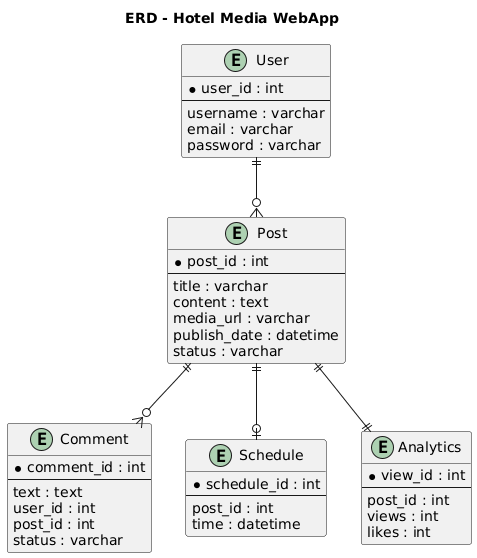 ERD - Hotel Media WebApp
E User
* user_id : int
username : varchar
email : varchar
password : varchar
E Post
* post_id : int
title : varchar
content : text
media_url : varchar
publish_date : datetime
status : varchar
E Comment
* comment_id : int
text : text
user_id : int
post_id : int
status : varchar
E Schedule
* schedule_id : int
post_id : int
time : datetime
E Analytics
* view_id : int
post_id : int
views : int
likes : int